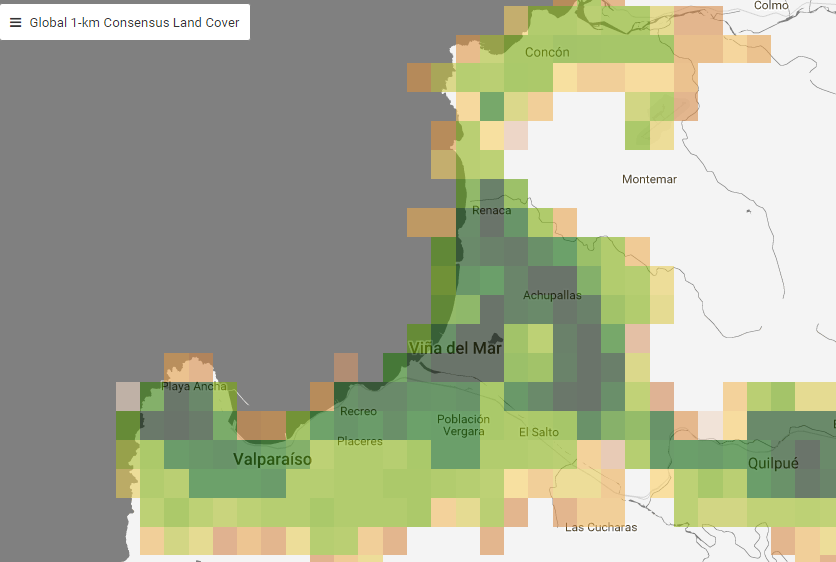 Global 1-km Consensus Land Cover
Colmo
Concón
Montemar
Renaca
Achupallas
Viña del Mar
Playa Ancha
Recreo
Población
Vergara
El Salto
Placeres
Valparaíso
Quilpué
Las Cucharas